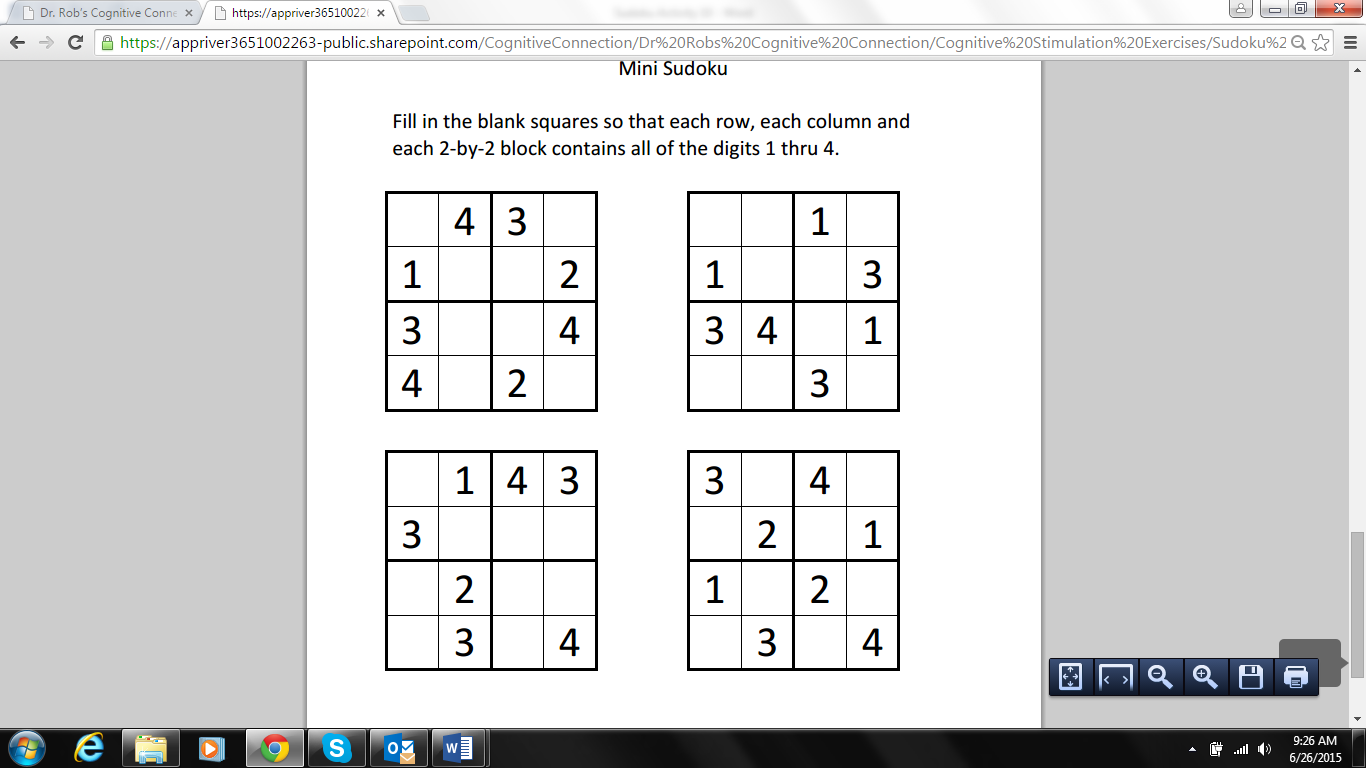 Dr. Rob's Cognitive Conne
https://appriver36510022
https://appriver3651002263-public.sharepoint.com/CognitiveConnection/Dr%20Robs%20Cognitive%20Connection/Cognitive%20Stimulation%20Exercises/Sudoku%2
Mini Sudoku
Fill in the blank squares so that each row, each column and
each 2-by-2 block contains all of the digits 1 thru 4.
4 3
1 2
3 4
4 2
1
1 3
3 4 1
3
1 4 3
3
2
3 4
3 4
2 1
1 2
3 4
9:26 AM
6/26/2015